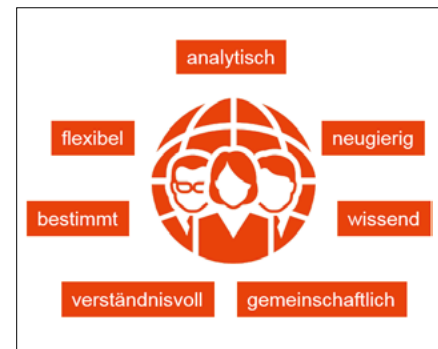 analytisch
flexibel
neugierig
bestimmt
wissend
verständnisvoll
gemeinschaftlich